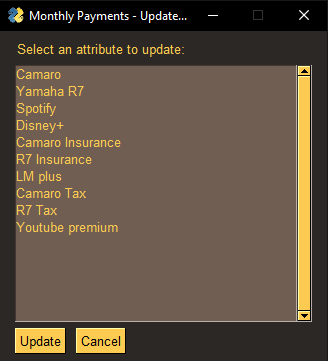 Monthly Payments - Update...
Select an attribute to update:
Camaro
Yamaha R7
Spotify
Disney+
Camaro Insurance
R7 Insurance
LM plus
Camaro Tax
R7 Tax
Youtube premium
Update Cancel